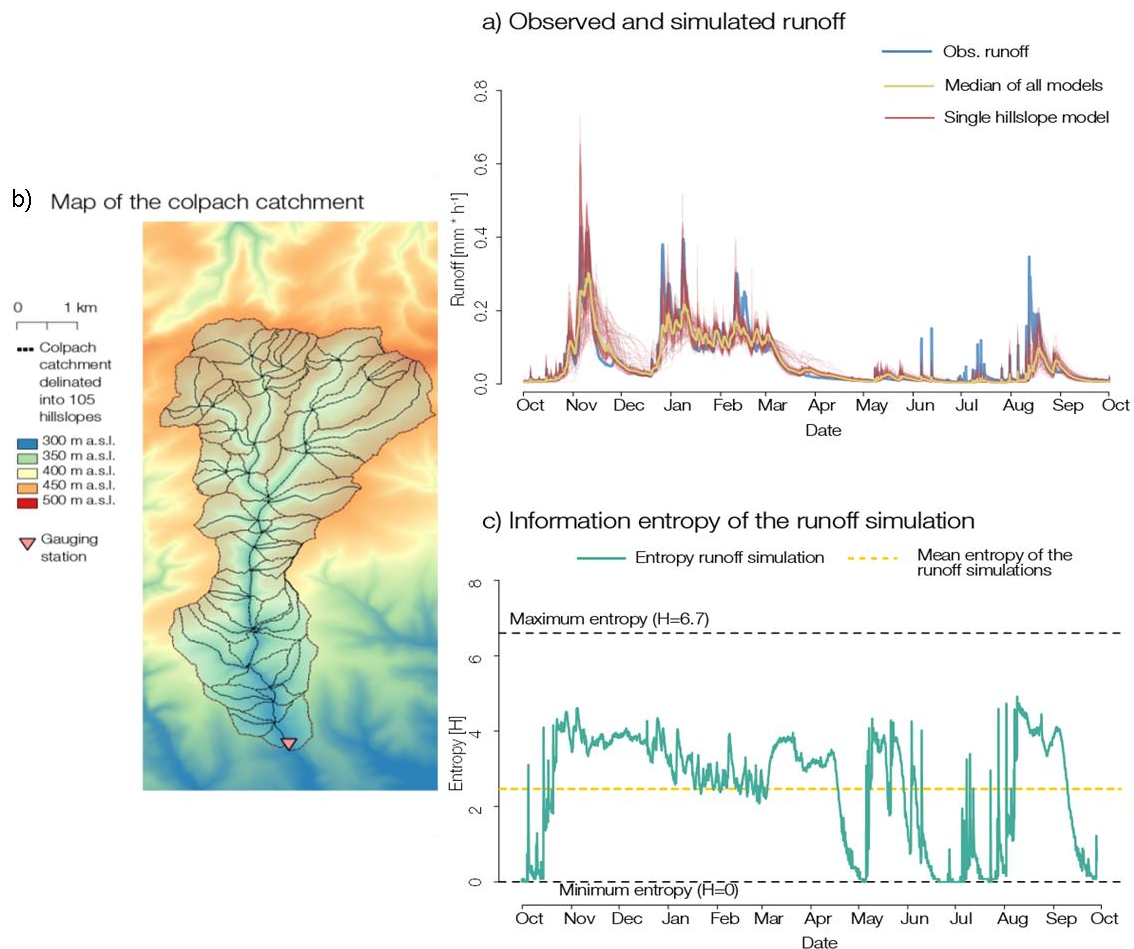 a) Observed and simulated runoff
Obs. runoff
Median of all models
Single hillslope model
Runoff [mm * h⁻¹]
0.8
0.6
0.4
0.2
0.0
Oct Nov Dec Jan Feb Mar Apr May Jun Jul Aug Sep Oct
Date
b) Map of the colpach catchment
0 1 km
Colpach
catchment
delinated
into 105
hillslopes
300 m a.s.l.
350 m a.s.l.
400 m a.s.l.
450 m a.s.l.
500 m a.s.l.
Gauging
station
c) Information entropy of the runoff simulation
Entropy runoff simulation
Mean entropy of the
runoff simulations
Entropy [H]
8
6
4
2
0
Maximum entropy (H=6.7)
Minimum entropy (H=0)
Oct Nov Dec Jan Feb Mar Apr May Jun Jul Aug Sep Oct
Date